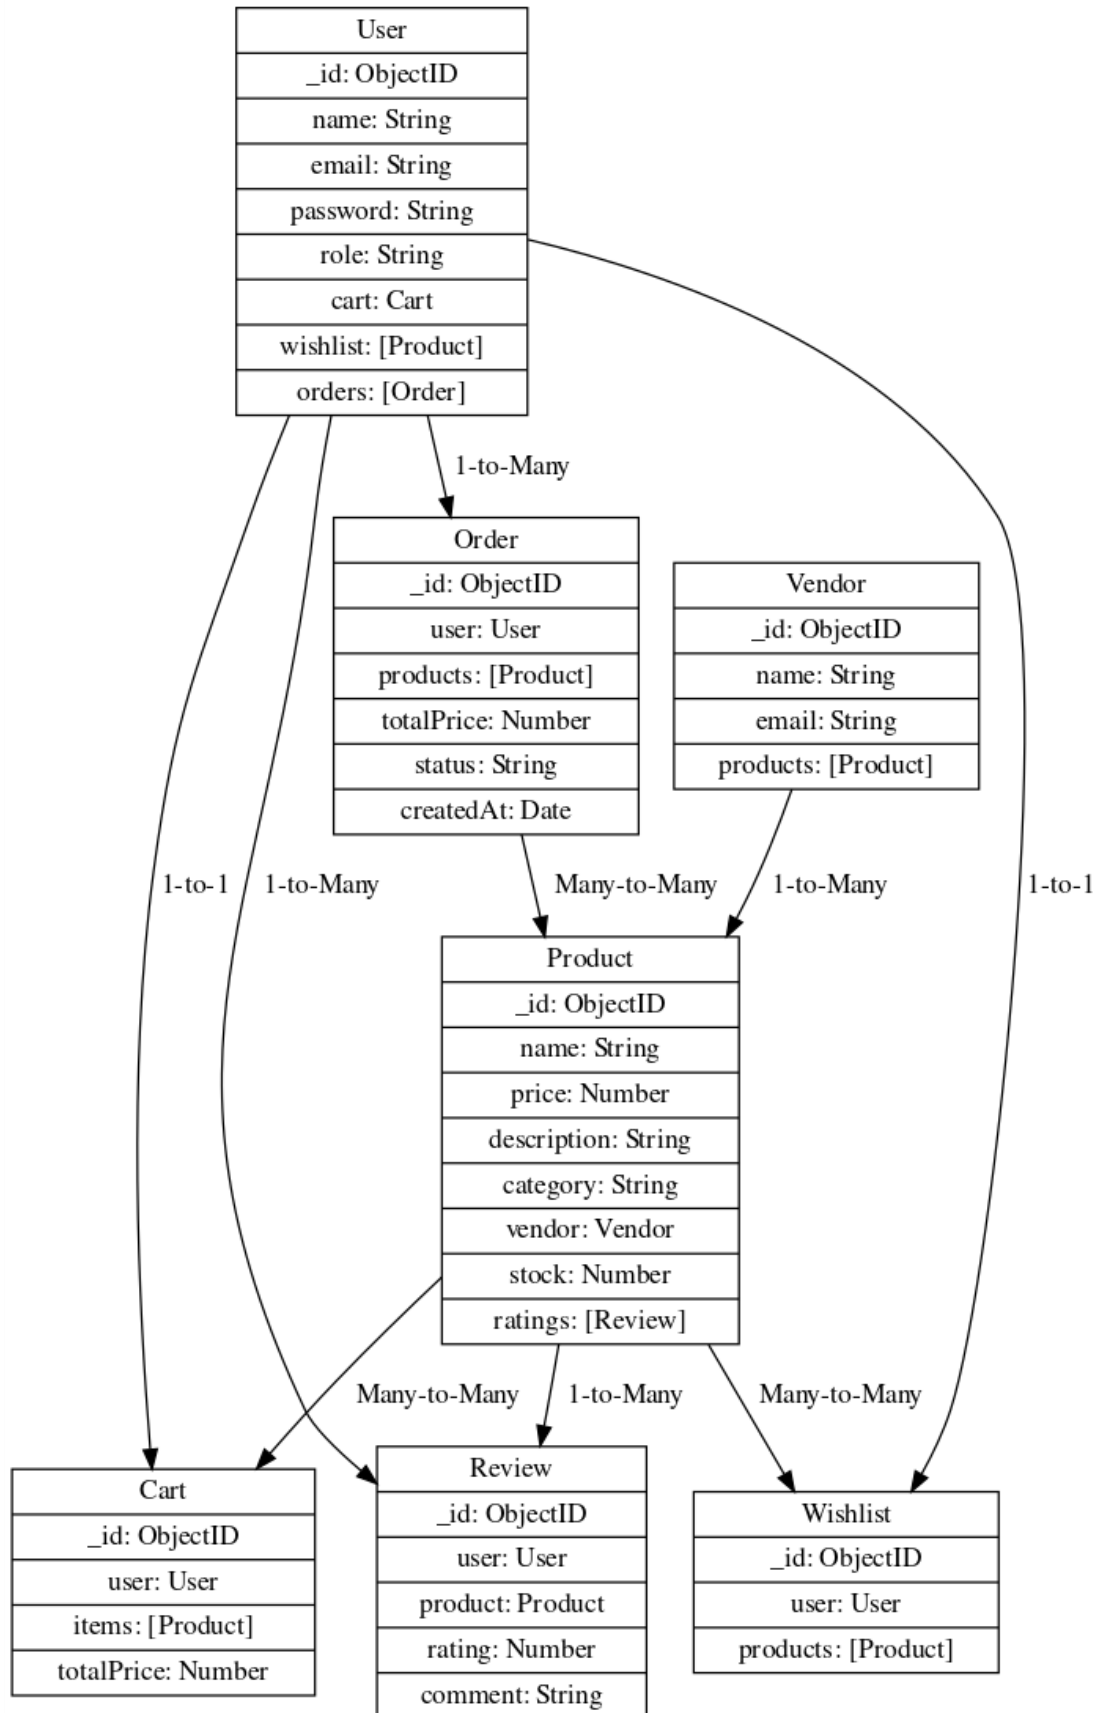 User
_id: ObjectID
name: String
email: String
password: String
role: String
cart: Cart
wishlist: [Product]
orders: [Order]
1-to-Many
Order
_id: ObjectID
user: User
products: [Product]
totalPrice: Number
status: String
createdAt: Date
Vendor
_id: ObjectID
name: String
email: String
products: [Product]
1-to-1
1-to-Many
Many-to-Many
1-to-Many
1-to-1
Product
_id: ObjectID
name: String
price: Number
description: String
category: String
vendor: Vendor
stock: Number
ratings: [Review]
Many-to-Many
1-to-Many
Many-to-Many
Cart
_id: ObjectID
user: User
items: [Product]
totalPrice: Number
Review
_id: ObjectID
user: User
product: Product
rating: Number
comment: String
Wishlist
_id: ObjectID
user: User
products: [Product]